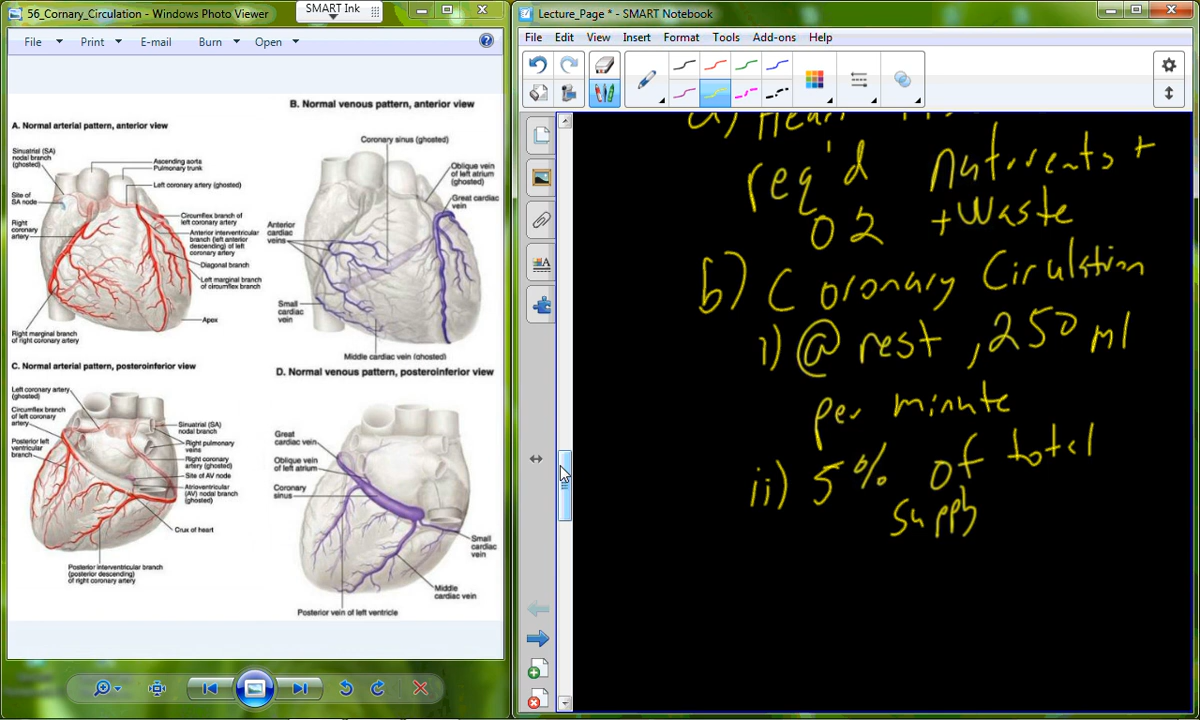 56_Cornary_Circulation - Windows Photo Viewer
SMART Ink
File Print E-mail Burn Open
A. Normal arterial pattern, anterior view
Sinuatrial (SA)
nodal branch
(ghosted)
Ascending aorta
Pulmonary trunk
Left coronary artery (ghosted)
Site of
SA node
Right
coronary
artery
Circumflex branch of
left coronary artery
Anterior interventricular
branch (left anterior
descending) of left
coronary artery
Diagonal branch
Left marginal branch
of circumflex branch
Apex
Right marginal branch
of right coronary artery
B. Normal venous pattern, anterior view
Coronary sinus (ghosted)
Oblique vein
of left atrium
(ghosted)
Great cardiac
vein
Anterior
cardiac
veins
Small
cardiac
vein
Middle cardiac vein (ghosted)
C. Normal arterial pattern, posteroinferior view
Left coronary artery
(ghosted)
Circumflex branch
of left coronary
artery
Posterior left
ventricular
branch
Sinuatrial (SA)
nodal branch
Right pulmonary
veins
Right coronary
artery (ghosted)
Site of AV node
Atrioventricular
(AV) nodal branch
(ghosted)
Crux of heart
Posterior interventricular branch
(posterior descending)
of right coronary artery
D. Normal venous pattern, posteroinferior view
Great
cardiac vein
Oblique vein
of left atrium
Coronary
sinus
Small
cardiac
vein
Middle
cardiac vein
Posterior vein of left ventricle
Lecture_Page * - SMART Notebook
File Edit View Insert Format Tools Add-ons Help
a) Heart
req'd nutrients +
O2 + Waste
b) Coronary Cirulation
i) @ rest, 250 ml
per minute
ii) 5% of total
supply